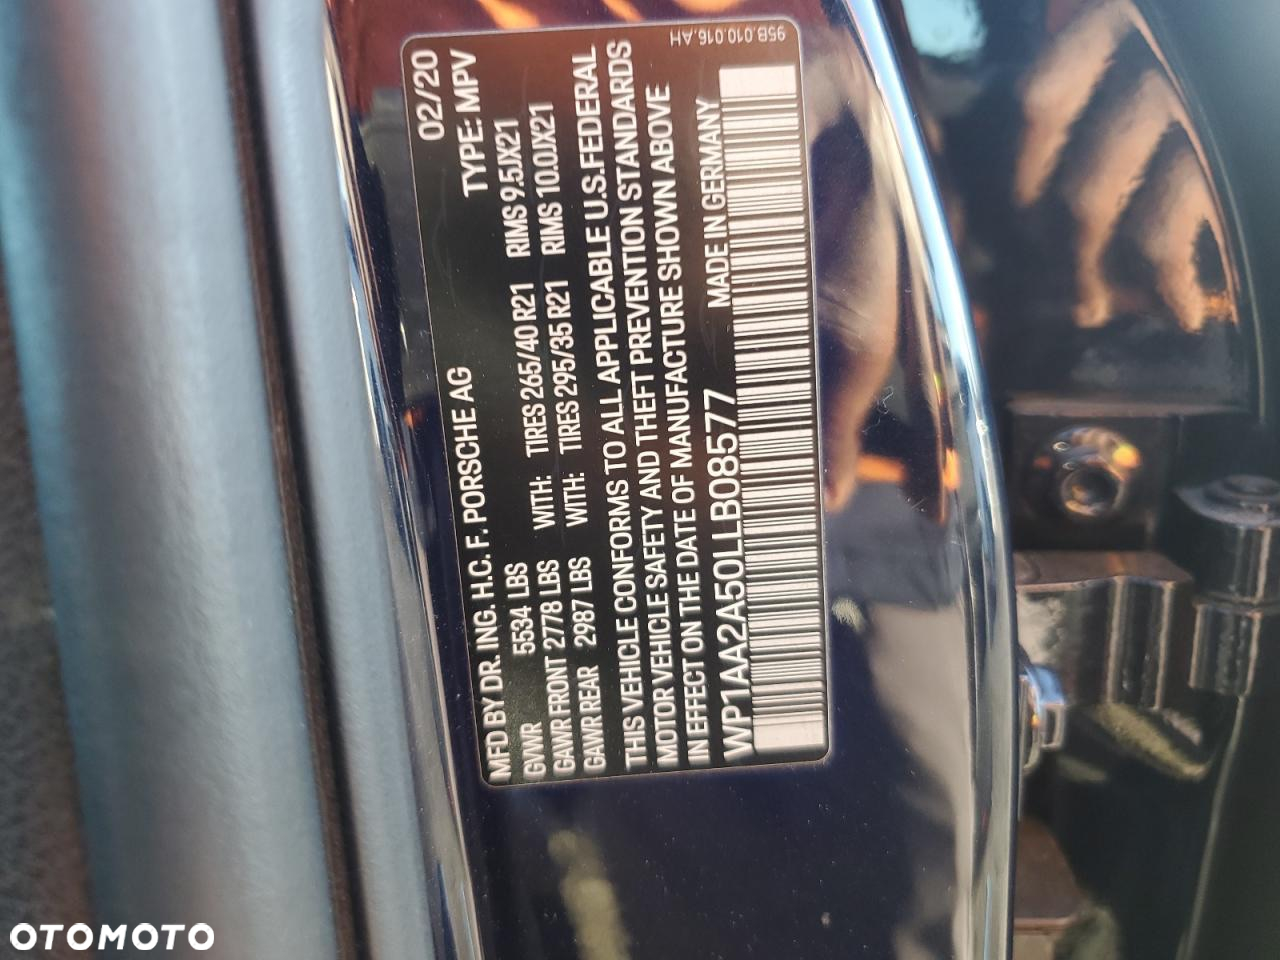 MFD BY DR. ING. H.C. F. PORSCHE AG 02/20
GVWR 5534 LBS TYPE: MPV
GAWR FRONT 2778 LBS WITH: TIRES 265/40 R21 RIMS 9.5JX21
GAWR REAR 2987 LBS WITH: TIRES 295/35 R21 RIMS 10.0JX21
THIS VEHICLE CONFORMS TO ALL APPLICABLE U.S.FEDERAL
MOTOR VEHICLE SAFETY AND THEFT PREVENTION STANDARDS
IN EFFECT ON THE DATE OF MANUFACTURE SHOWN ABOVE
WP1AA2A50LLB08577 MADE IN GERMANY
95B.010.016.AH
OTOMOTO